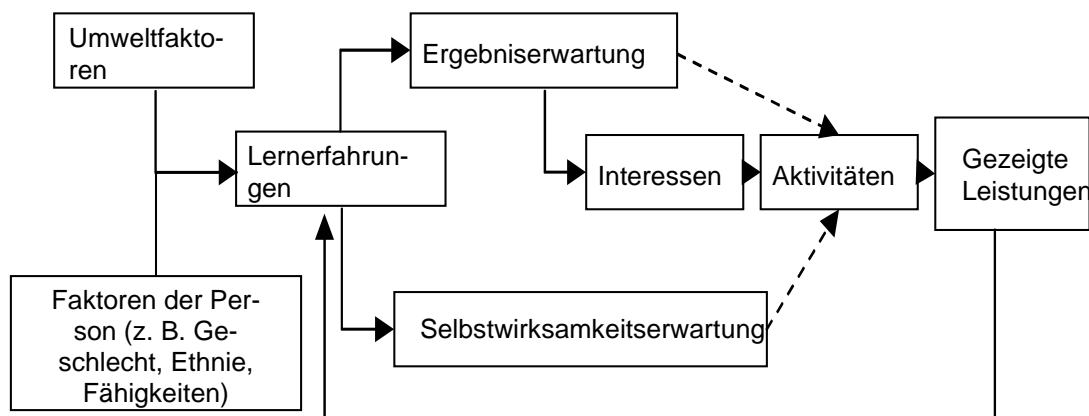 Umweltfakto-
ren
Ergebniserwartung
Lernerfahrun-
gen
Interessen
Aktivitäten
Gezeigte
Leistungen
Faktoren der Per-
son (z. B. Ge-
schlecht, Ethnie,
Fähigkeiten)
Selbstwirksamkeitserwartung